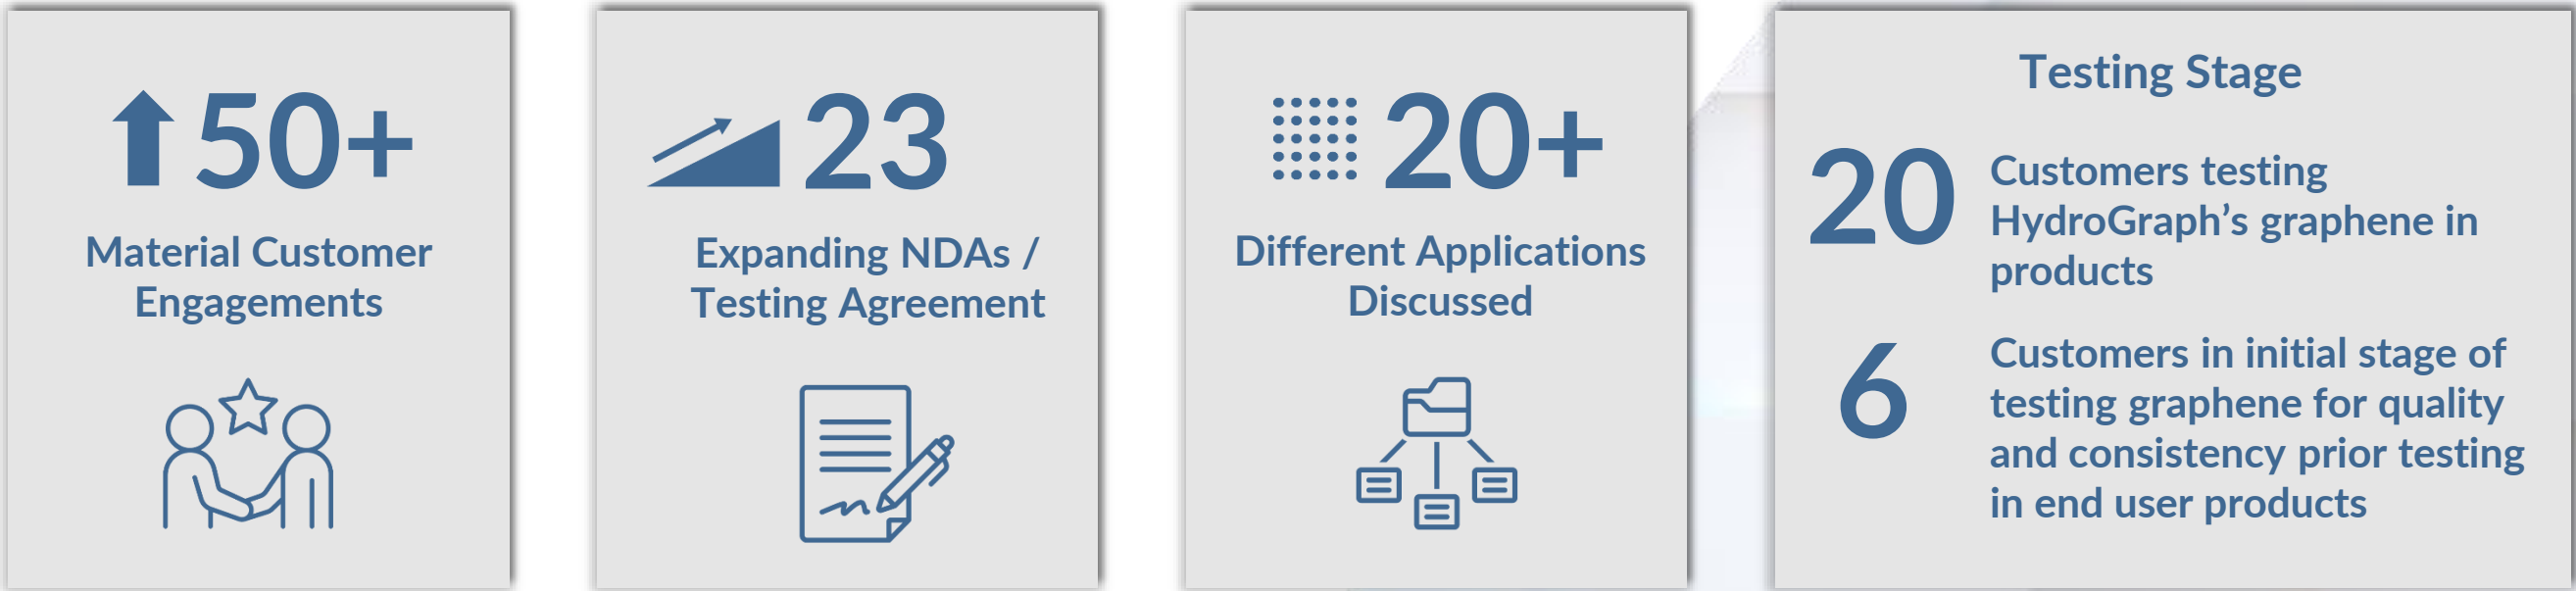 50+
Material Customer
Engagements
23
Expanding NDAs /
Testing Agreement
20+
Different Applications
Discussed
Testing Stage
20
Customers testing
HydroGraph’s graphene in
products
6
Customers in initial stage of
testing graphene for quality
and consistency prior testing
in end user products